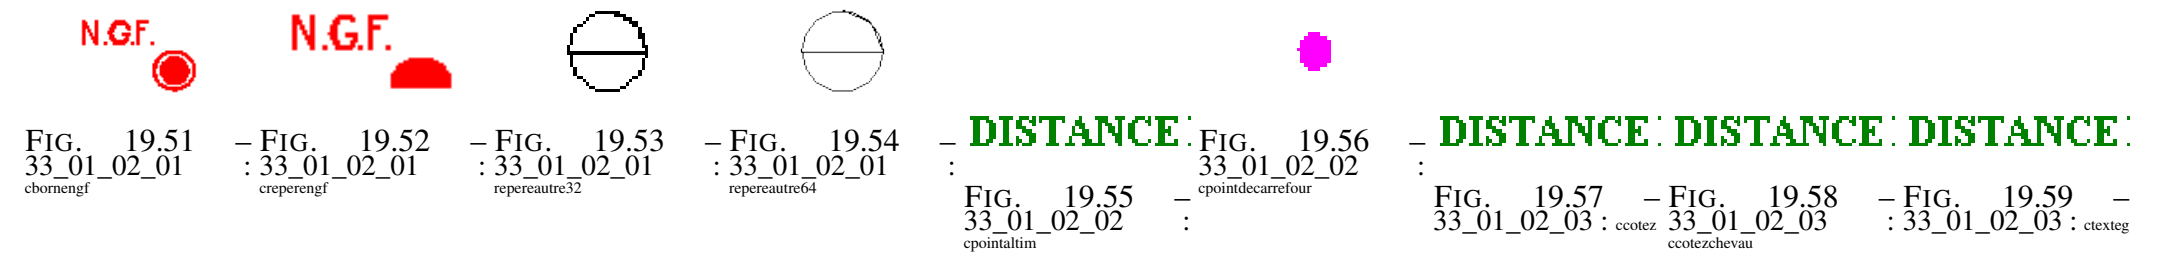 N.G.F.
FIG. 19.51 –
33_01_02_01 :
cbornengf
N.G.F.
FIG. 19.52 –
33_01_02_01 :
creperengf
FIG. 19.53 –
33_01_02_01 :
repereautre32
FIG. 19.54 –
33_01_02_01 :
repereautre64
DISTANCE
FIG. 19.55 –
33_01_02_02 :
cpointaltim
FIG. 19.56 –
33_01_02_02 :
cpointdecarrefour
DISTANCE
FIG. 19.57 –
33_01_02_03 : ccotez
DISTANCE
FIG. 19.58 –
33_01_02_03 :
ccotezchevau
DISTANCE
FIG. 19.59 –
33_01_02_03 : ctexteg